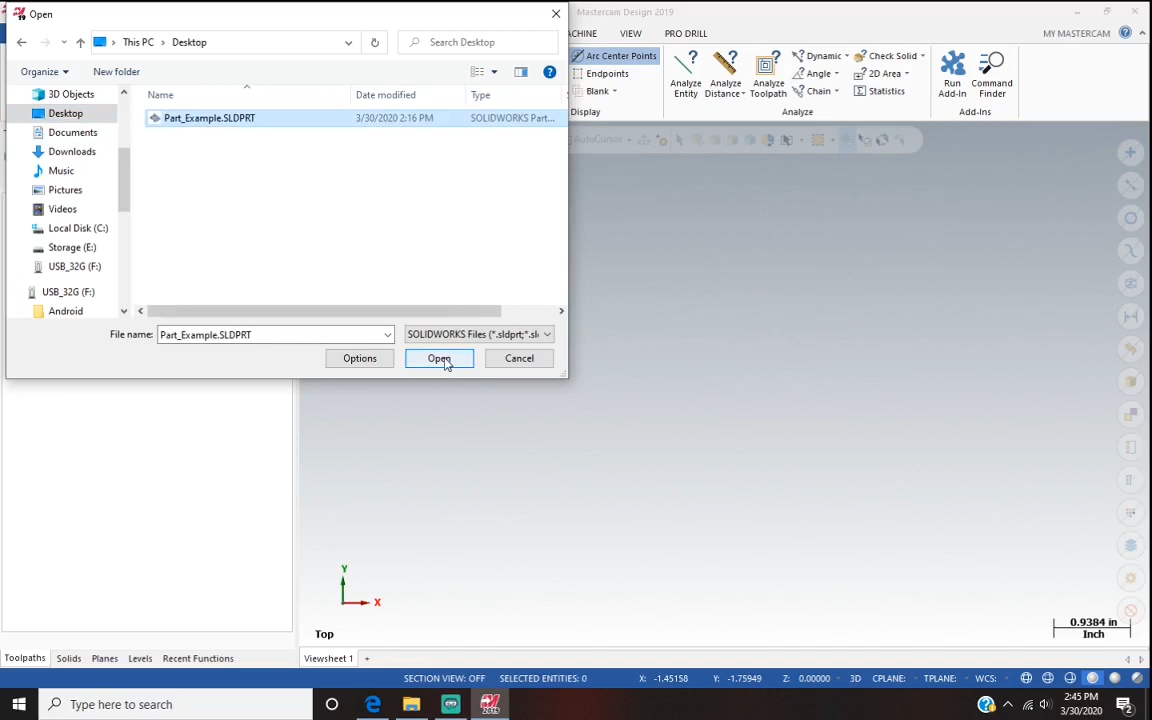 Open
Mastercam Design 2019
This PC
Desktop
Search Desktop
ACHINE
VIEW
PRO DRILL
MY MASTERCAM
Organize
New folder
Arc Center Points
Endpoints
Blank
Display
Analyze
Entity
Analyze
Distance
Analyze
Toolpath
Dynamic
Angle
Chain
Check Solid
2D Area
Statistics
Analyze
Run
Add-In
Command
Finder
Add-Ins
3D Objects
Desktop
Documents
Downloads
Music
Pictures
Videos
Local Disk (C:)
Storage (E:)
USB_32G (F:)
USB_32G (F:)
Android
Name
Date modified
Type
Part_Example.SLDPRT
3/30/2020 2:16 PM
SOLIDWORKS Part...
AutoCursor
File name:
Part_Example.SLDPRT
SOLIDWORKS Files (*.sldprt;*.sl
Options
Open
Cancel
Y
X
Top
0.9384 in
Inch
Toolpaths
Solids
Planes
Levels
Recent Functions
Viewsheet 1
+
SECTION VIEW: OFF
SELECTED ENTITIES: 0
X: -1.45158
Y: -1.75949
Z: 0.00000
3D
CPLANE:
TPLANE:
WCS:
Type here to search
2019
2:45 PM
3/30/2020
2